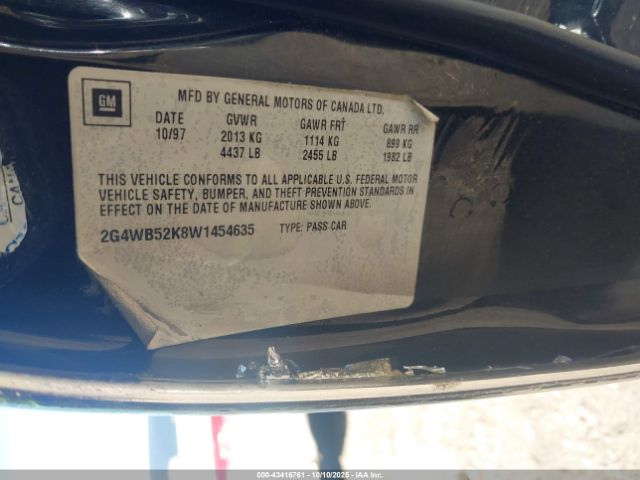 GM
MFD BY GENERAL MOTORS OF CANADA LTD.
DATE GVWR GAWR FRT GAWR RR
10/97 2013 KG 1114 KG 899 KG
4437 LB 2455 LB 1982 LB
THIS VEHICLE CONFORMS TO ALL APPLICABLE U.S. FEDERAL MOTOR
VEHICLE SAFETY, BUMPER, AND THEFT PREVENTION STANDARDS IN
EFFECT ON THE DATE OF MANUFACTURE SHOWN ABOVE.
2G4WB52K8W1454635 TYPE: PASS CAR
000-43416761 - 10/10/2025 - IAA Inc.